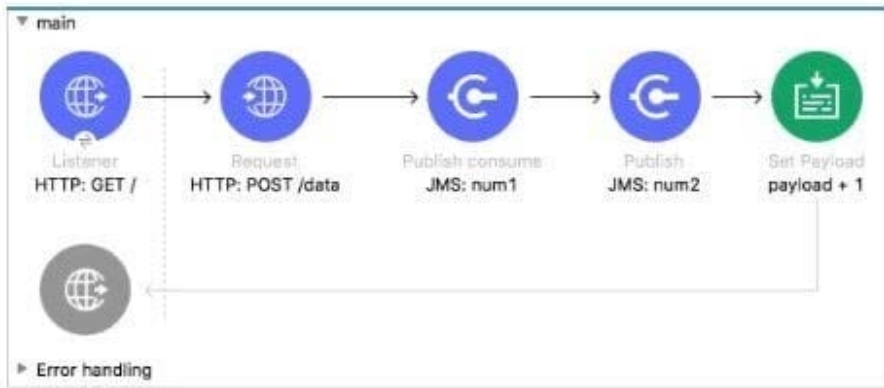 main
Listener
HTTP: GET /
Request
HTTP: POST /data
Publish consume
JMS: num1
Publish
JMS: num2
Set Payload
payload + 1
Error handling